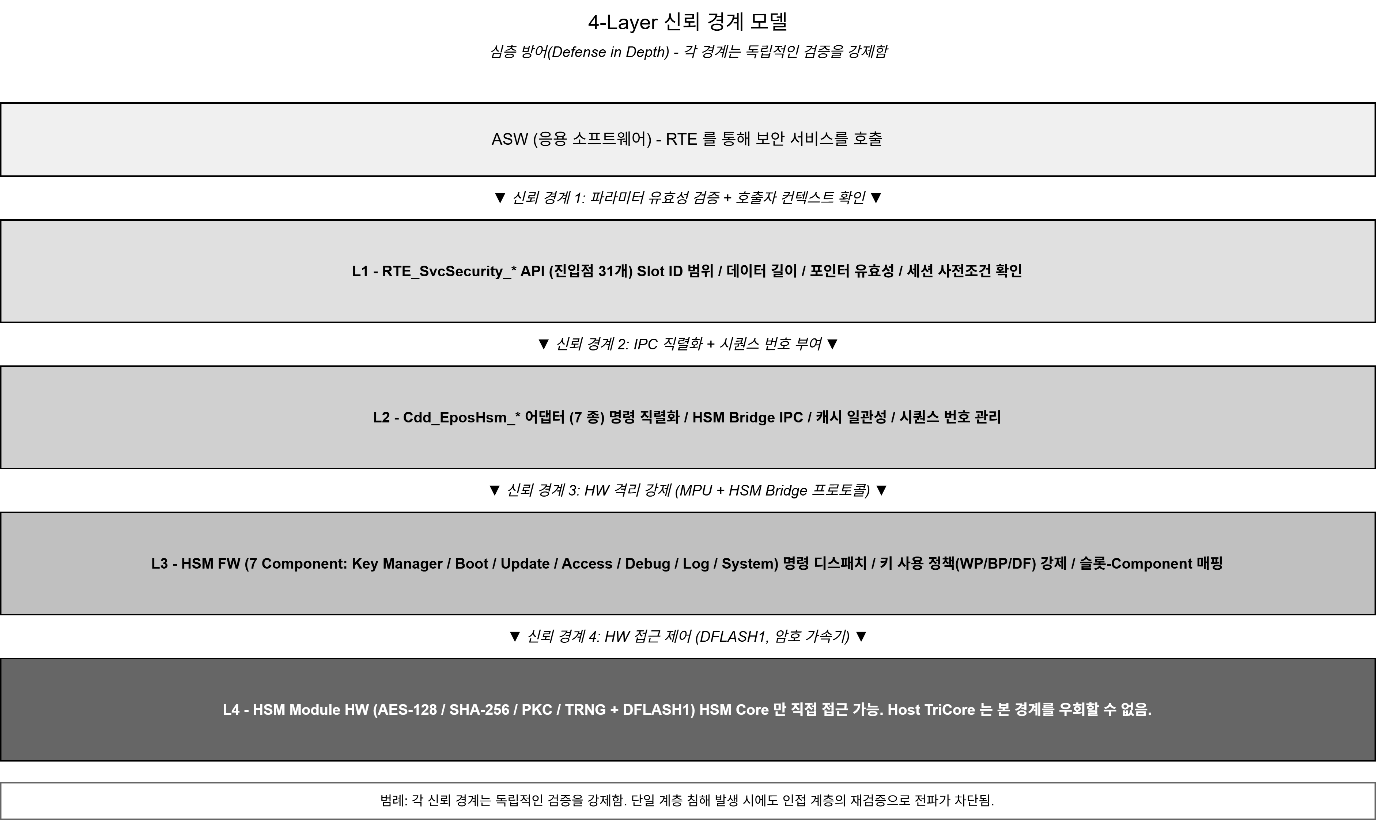 4-Layer 신뢰 경계 모델
심층 방어(Defense in Depth) - 각 경계는 독립적인 검증을 강제함
ASW (응용 소프트웨어) - RTE 를 통해 보안 서비스를 호출
▼ 신뢰 경계 1: 파라미터 유효성 검증 + 호출자 컨텍스트 확인 ▼
L1 - RTE_SvcSecurity_* API (진입점 31개) Slot ID 범위 / 데이터 길이 / 포인터 유효성 / 세션 사전조건 확인
▼ 신뢰 경계 2: IPC 직렬화 + 시퀀스 번호 부여 ▼
L2 - Cdd_EposHsm_* 어댑터 (7 종) 명령 직렬화 / HSM Bridge IPC / 캐시 일관성 / 시퀀스 번호 관리
▼ 신뢰 경계 3: HW 격리 강제 (MPU + HSM Bridge 프로토콜) ▼
L3 - HSM FW (7 Component: Key Manager / Boot / Update / Access / Debug / Log / System) 명령 디스패치 / 키 사용 정책(WP/BP/DF) 강제 / 슬롯-Component 매핑
▼ 신뢰 경계 4: HW 접근 제어 (DFLASH1, 암호 가속기) ▼
L4 - HSM Module HW (AES-128 / SHA-256 / PKC / TRNG + DFLASH1) HSM Core 만 직접 접근 가능. Host TriCore 는 본 경계를 우회할 수 없음.
범례: 각 신뢰 경계는 독립적인 검증을 강제함. 단일 계층 침해 발생 시에도 인접 계층의 재검증으로 전파가 차단됨.